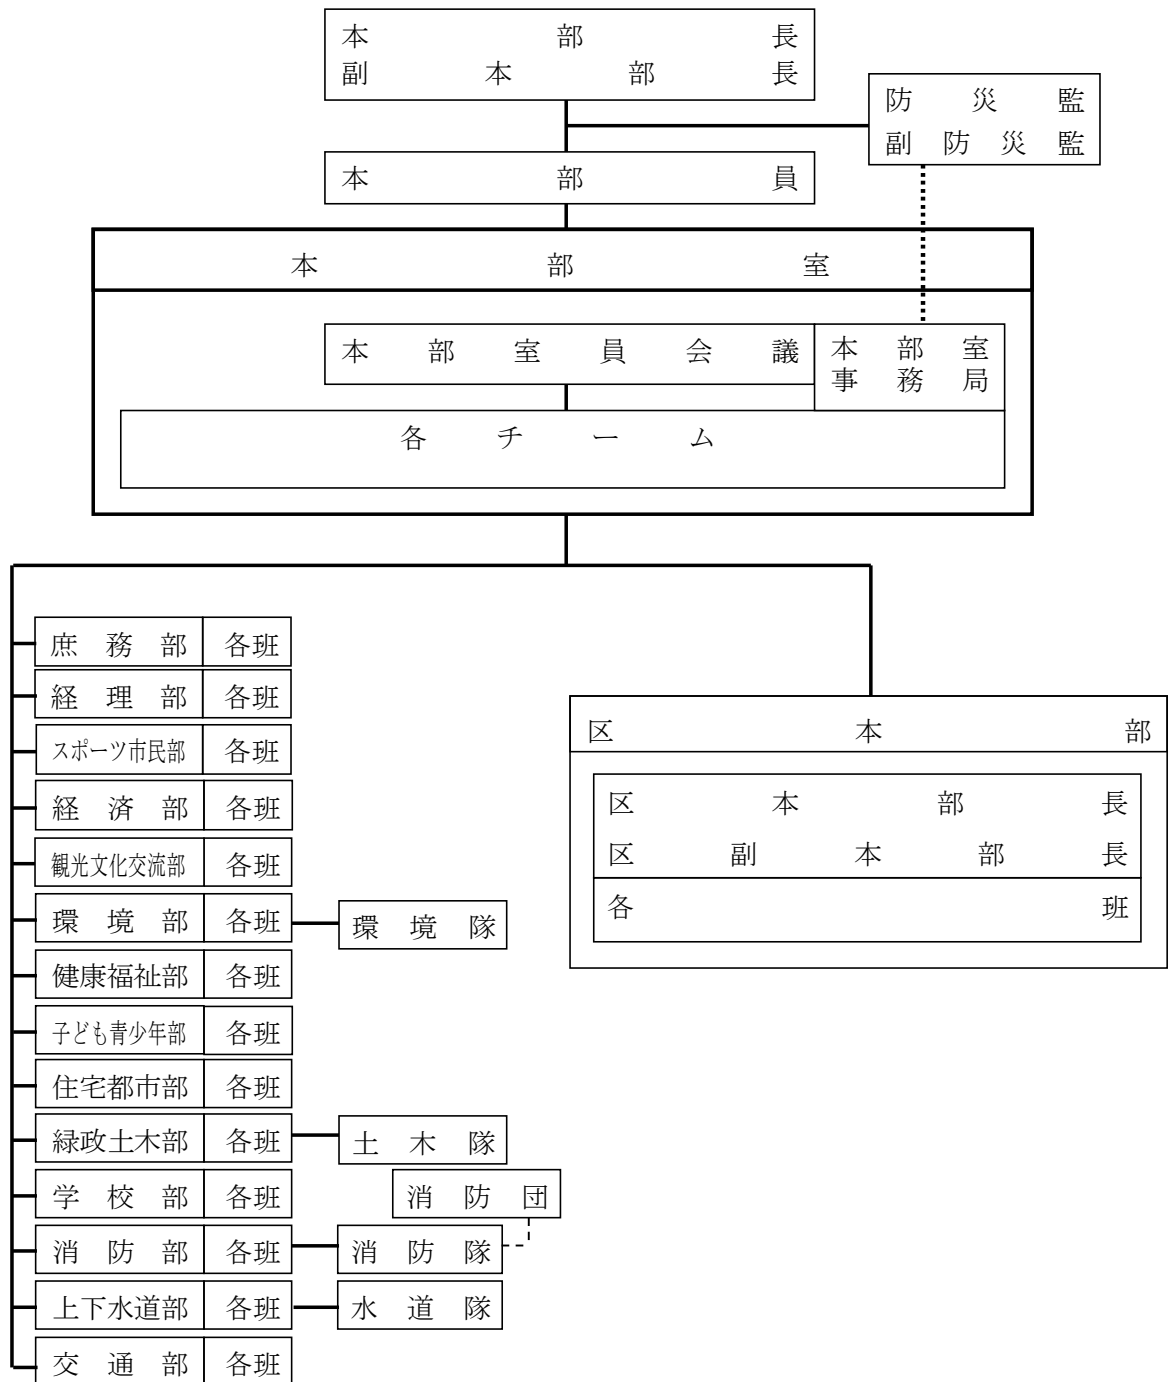 本部長
副本部長
防災監
副防災監
本部員
本部室
本部室員会議
本部室
事務局
各チーム
庶務部 各班
経理部 各班
スポーツ市民部 各班
経済部 各班
観光文化交流部 各班
環境部 各班 環境隊
健康福祉部 各班
子ども青少年部 各班
住宅都市部 各班
緑政土木部 各班 土木隊
学校部 各班 消防団
消防部 各班 消防隊
上下水道部 各班 水道隊
交通部 各班
区本部
区本部長
区副本部長
各班